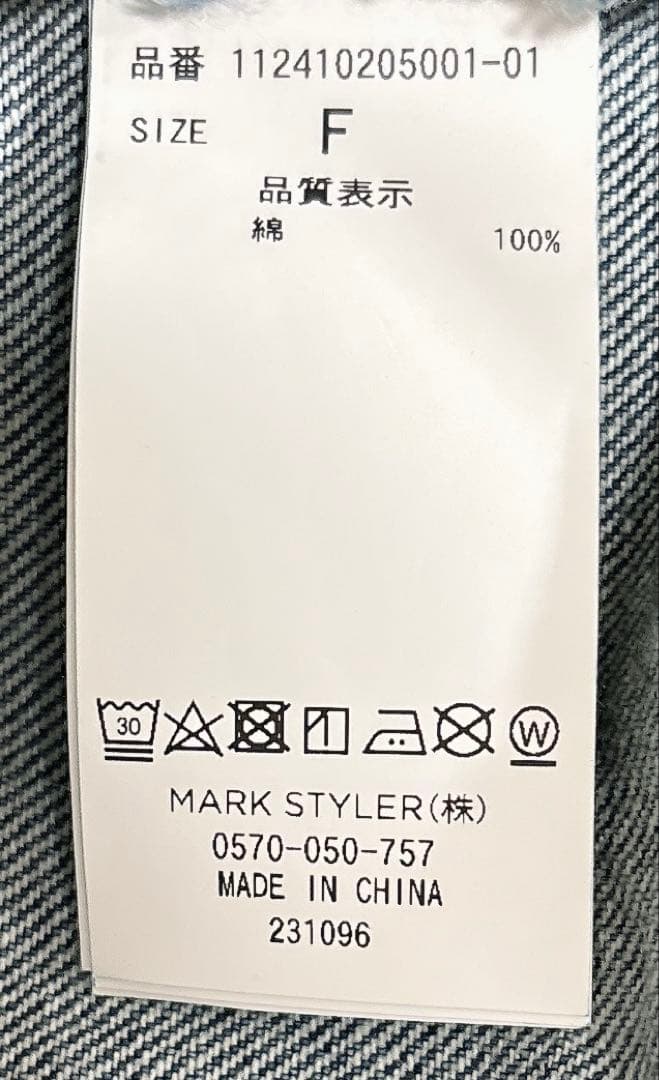 品番 112410205001-01
SIZE F
品質表示
綿 100%
30 W
MARK STYLER(株)
0570-050-757
MADE IN CHINA
231096